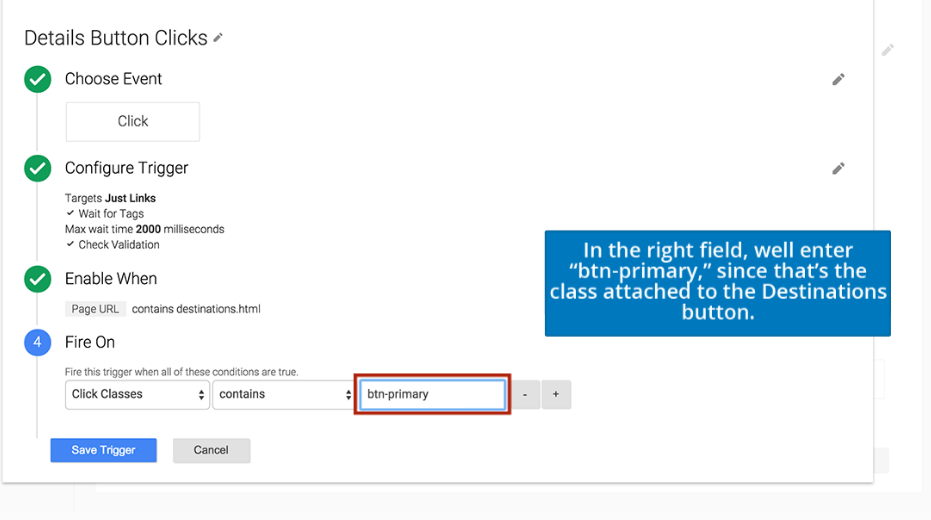 Details Button Clicks
Choose Event
Click
Configure Trigger
Targets Just Links
Wait for Tags
Max wait time 2000 milliseconds
Check Validation
Enable When
Page URL contains destinations.html
4 Fire On
Fire this trigger when all of these conditions are true.
Click Classes contains btn-primary - +
Save Trigger Cancel
In the right field, well enter
“btn-primary,” since that’s the
class attached to the Destinations
button.